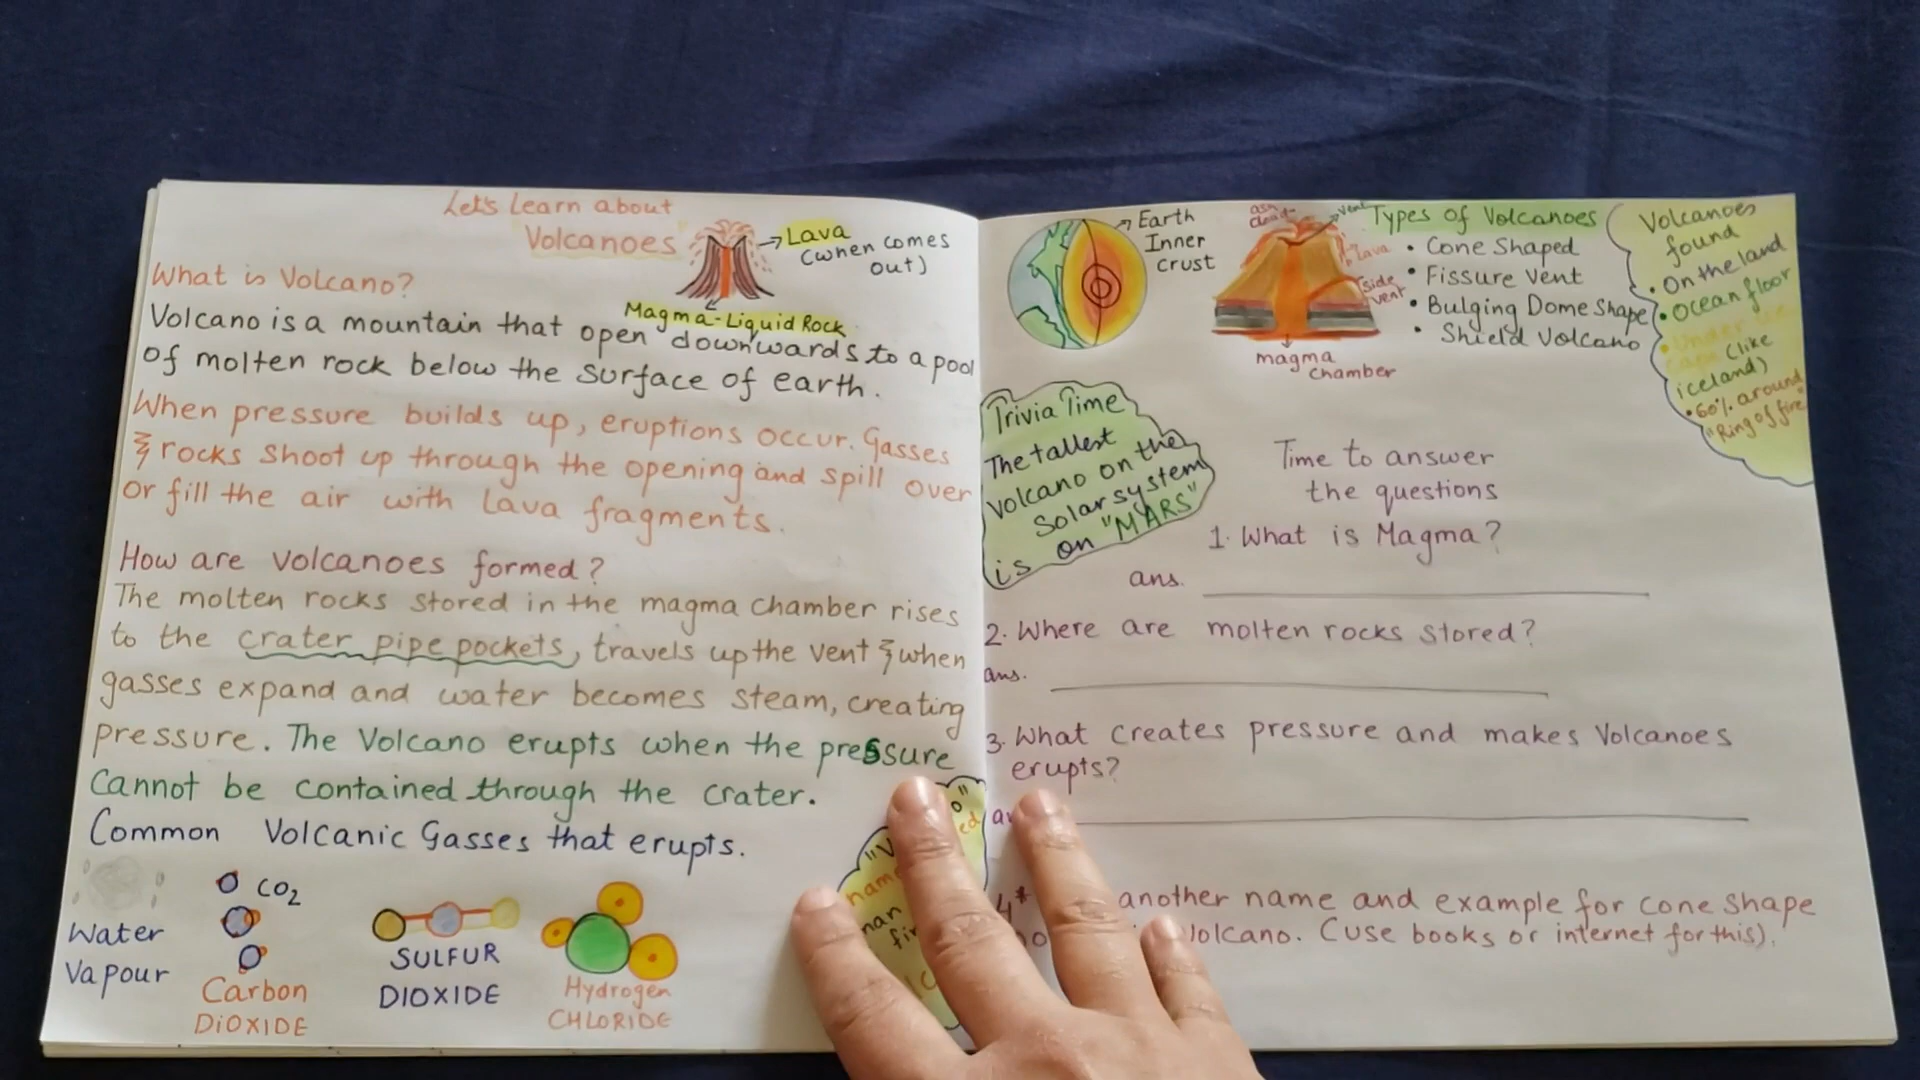 Let's Learn about
Volcanoes
Lava
(when comes
out)
Magma-Liquid Rock
What is Volcano?
Volcano is a mountain that open downwards to a pool
of molten rock below the surface of earth.
When pressure builds up, eruptions occur. Gasses
& rocks shoot up through the opening and spill over
or fill the air with lava fragments.
How are volcanoes formed?
The molten rocks stored in the magma chamber rises
to the crater pipe pockets, travels up the vent & when
gasses expand and water becomes steam, creating
pressure. The Volcano erupts when the pressure
cannot be contained through the crater.
Common Volcanic Gasses that erupts.
Water
Vapour
CO2
Carbon
DiOXIDE
SULFUR
DIOXIDE
Hydrogen
CHLORIDE
Earth
Inner
Crust
ash
cloud
vent
Lava
side
vent
magma
chamber
Types of Volcanoes
• Cone Shaped
• Fissure Vent
• Bulging Dome Shape
• Shield Volcano
Volcanoes
found
• On the land
• Ocean floor
• Under ice
caps (like
iceland)
• 60% around
"Ring of fire"
Trivia Time
The tallest
volcano on the
Solar system
is on "MARS"
Time to answer
the questions
1. What is Magma?
ans.
2. Where are molten rocks stored?
ans.
3. What creates pressure and makes Volcanoes
erupts?
4* another name and example for cone shape
Volcano. (use books or internet for this).